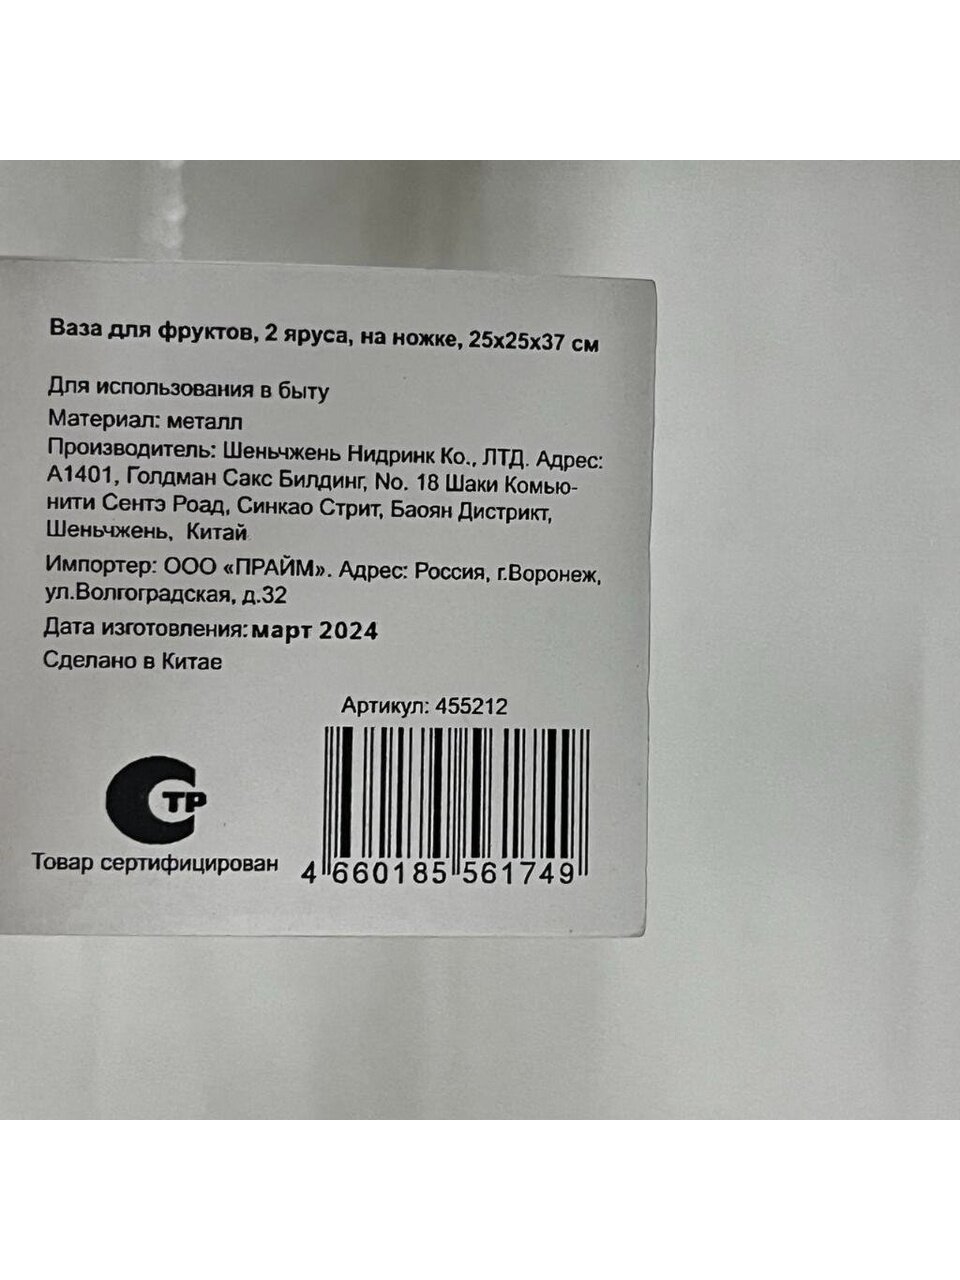 Ваза для фруктов, 2 яруса, на ножке, 25х25х37 см
Для использования в быту
Материал: металл
Производитель: Шеньчжень Нидринк Ко., ЛТД. Адрес:
А1401, Голдман Сакс Билдинг, No. 18 Шаки Комью-
нити Сентэ Роад, Синкао Стрит, Баоян Дистрикт,
Шеньчжень, Китай
Импортер: ООО «ПРАЙМ». Адрес: Россия, г.Воронеж,
ул.Волгоградская, д.32
Дата изготовления: март 2024
Сделано в Китае
Артикул: 455212
СТР
Товар сертифицирован
4 660185 561749